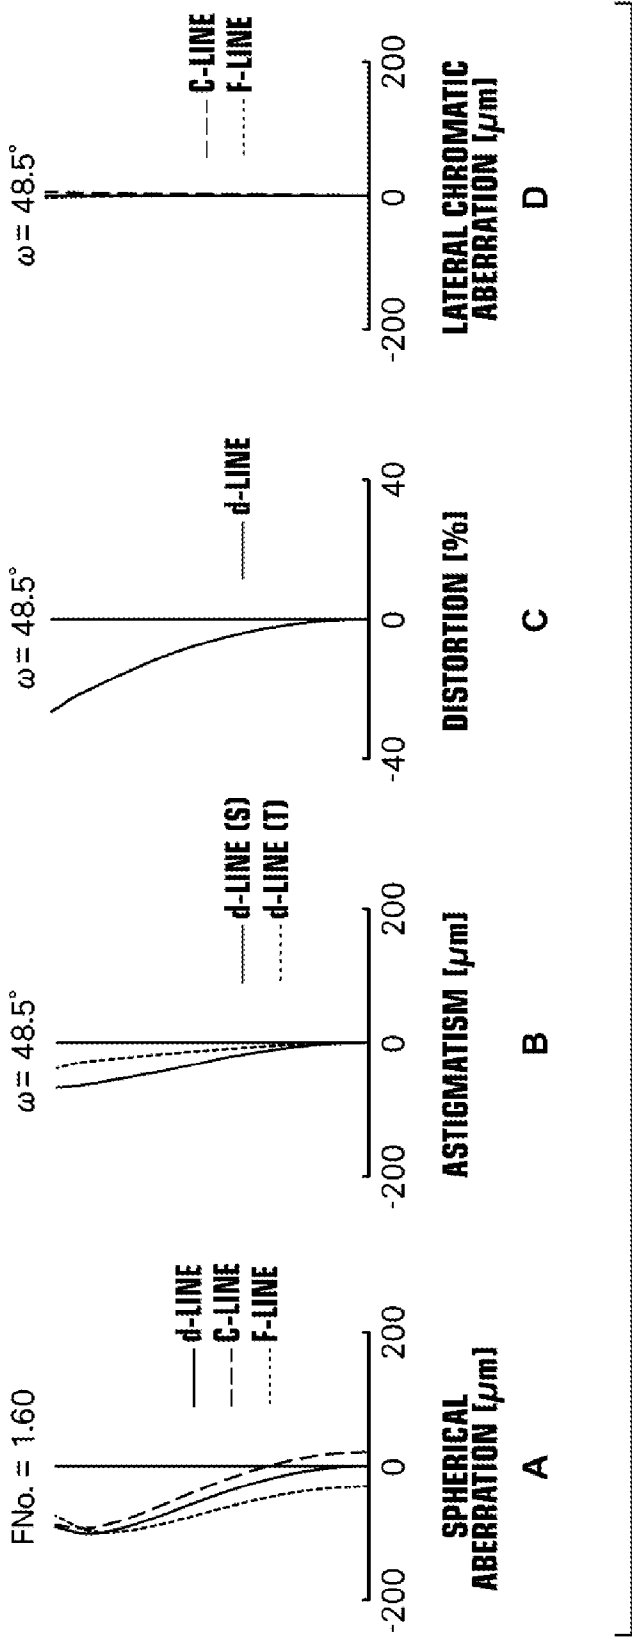 FNo. = 1.60
d-LINE
C-LINE
F-LINE
-200
0
200
SPHERICAL
ABERRATION [μm]
A
ω= 48.5°
d-LINE (S)
d-LINE (T)
-200
0
200
ASTIGMATISM [μm]
B
ω= 48.5°
d-LINE
-40
0
40
DISTORTION [%]
C
ω= 48.5°
C-LINE
F-LINE
-200
0
200
LATERAL CHROMATIC
ABERRATION [μm]
D